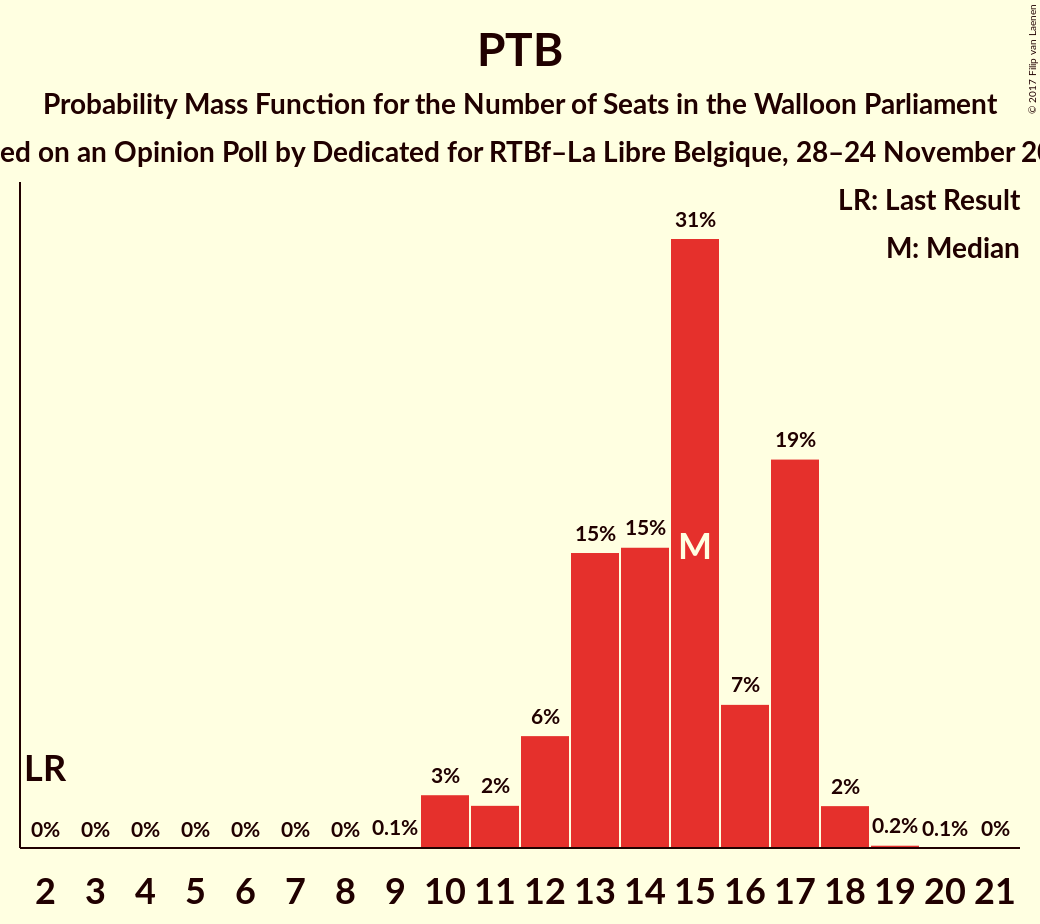 PTB
Probability Mass Function for the Number of Seats in the Walloon Parliament
ed on an Opinion Poll by Dedicated for RTBf–La Libre Belgique, 28–24 November 20
© 2017 Filip van Laenen
LR: Last Result
M: Median
31%
19%
15% 15%
M
7%
6%
LR
3% 2% 2%
0% 0% 0% 0% 0% 0% 0% 0.1% 0.2% 0.1% 0%
2 3 4 5 6 7 8 9 10 11 12 13 14 15 16 17 18 19 20 21